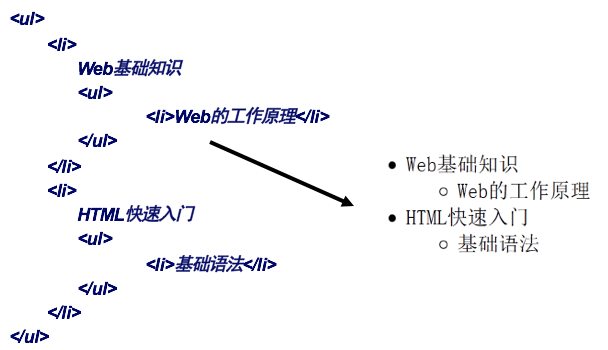 <ul>
<li>
Web基础知识
<ul>
<li>Web的工作原理</li>
</ul>
</li>
<li>
HTML快速入门
<ul>
<li>基础语法</li>
</ul>
</li>
</ul>
Web基础知识
Web的工作原理
HTML快速入门
基础语法